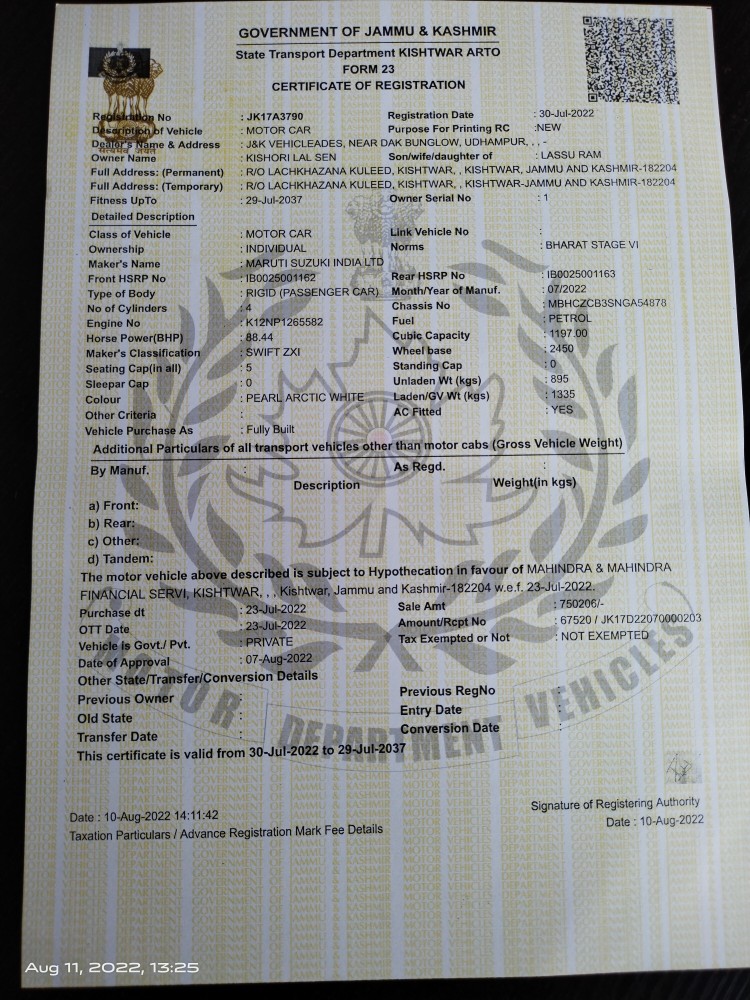 GOVERNMENT OF JAMMU & KASHMIR
State Transport Department KISHTWAR ARTO
FORM 23
CERTIFICATE OF REGISTRATION
सत्यमेव जयते
Registration No : JK17A3790 Registration Date : 30-Jul-2022
Description of Vehicle : MOTOR CAR Purpose For Printing RC :NEW
Dealer's Name & Address : J&K VEHICLEADES, NEAR DAK BUNGLOW, UDHAMPUR, , , -
Owner Name : KISHORI LAL SEN Son/wife/daughter of : LASSU RAM
Full Address: (Permanent) : R/O LACHKHAZANA KULEED, KISHTWAR, , KISHTWAR, JAMMU AND KASHMIR-182204
Full Address: (Temporary) : R/O LACHKHAZANA KULEED, KISHTWAR, , KISHTWAR-JAMMU AND KASHMIR-182204
Fitness UpTo : 29-Jul-2037 Owner Serial No : 1
Detailed Description
Class of Vehicle : MOTOR CAR Link Vehicle No :
Ownership : INDIVIDUAL Norms : BHARAT STAGE VI
Maker's Name : MARUTI SUZUKI INDIA LTD
Front HSRP No : IB0025001162 Rear HSRP No : IB0025001163
Type of Body : RIGID (PASSENGER CAR) Month/Year of Manuf. : 07/2022
No of Cylinders : 4 Chassis No : MBHCZCB3SNGA54878
Engine No : K12NP1265582 Fuel : PETROL
Horse Power(BHP) : 88.44 Cubic Capacity : 1197.00
Maker's Classification : SWIFT ZXI Wheel base : 2450
Seating Cap(in all) : 5 Standing Cap : 0
Sleepar Cap : 0 Unladen Wt (kgs) : 895
Colour : PEARL ARCTIC WHITE Laden/GV Wt (kgs) : 1335
Other Criteria : AC Fitted : YES
Vehicle Purchase As : Fully Built
Additional Particulars of all transport vehicles other than motor cabs (Gross Vehicle Weight)
By Manuf. : As Regd. :
Description Weight(in kgs)
a) Front:
b) Rear:
c) Other:
d) Tandem:
The motor vehicle above described is subject to Hypothecation in favour of MAHINDRA & MAHINDRA
FINANCIAL SERVI, KISHTWAR, , , Kishtwar, Jammu and Kashmir-182204 w.e.f. 23-Jul-2022.
Purchase dt : 23-Jul-2022 Sale Amt : 750206/-
OTT Date : 23-Jul-2022 Amount/Rcpt No : 67520 / JK17D22070000203
Vehicle is Govt./ Pvt. : PRIVATE Tax Exempted or Not : NOT EXEMPTED
Date of Approval : 07-Aug-2022
Other State/Transfer/Conversion Details
Previous Owner : Previous RegNo :
Old State : Entry Date :
Transfer Date : Conversion Date :
MOTOR DEPARTMENT VEHICLES
This certificate is valid from 30-Jul-2022 to 29-Jul-2037
Date : 10-Aug-2022 14:11:42 Signature of Registering Authority
Taxation Particulars / Advance Registration Mark Fee Details Date : 10-Aug-2022
Aug 11, 2022, 13:25